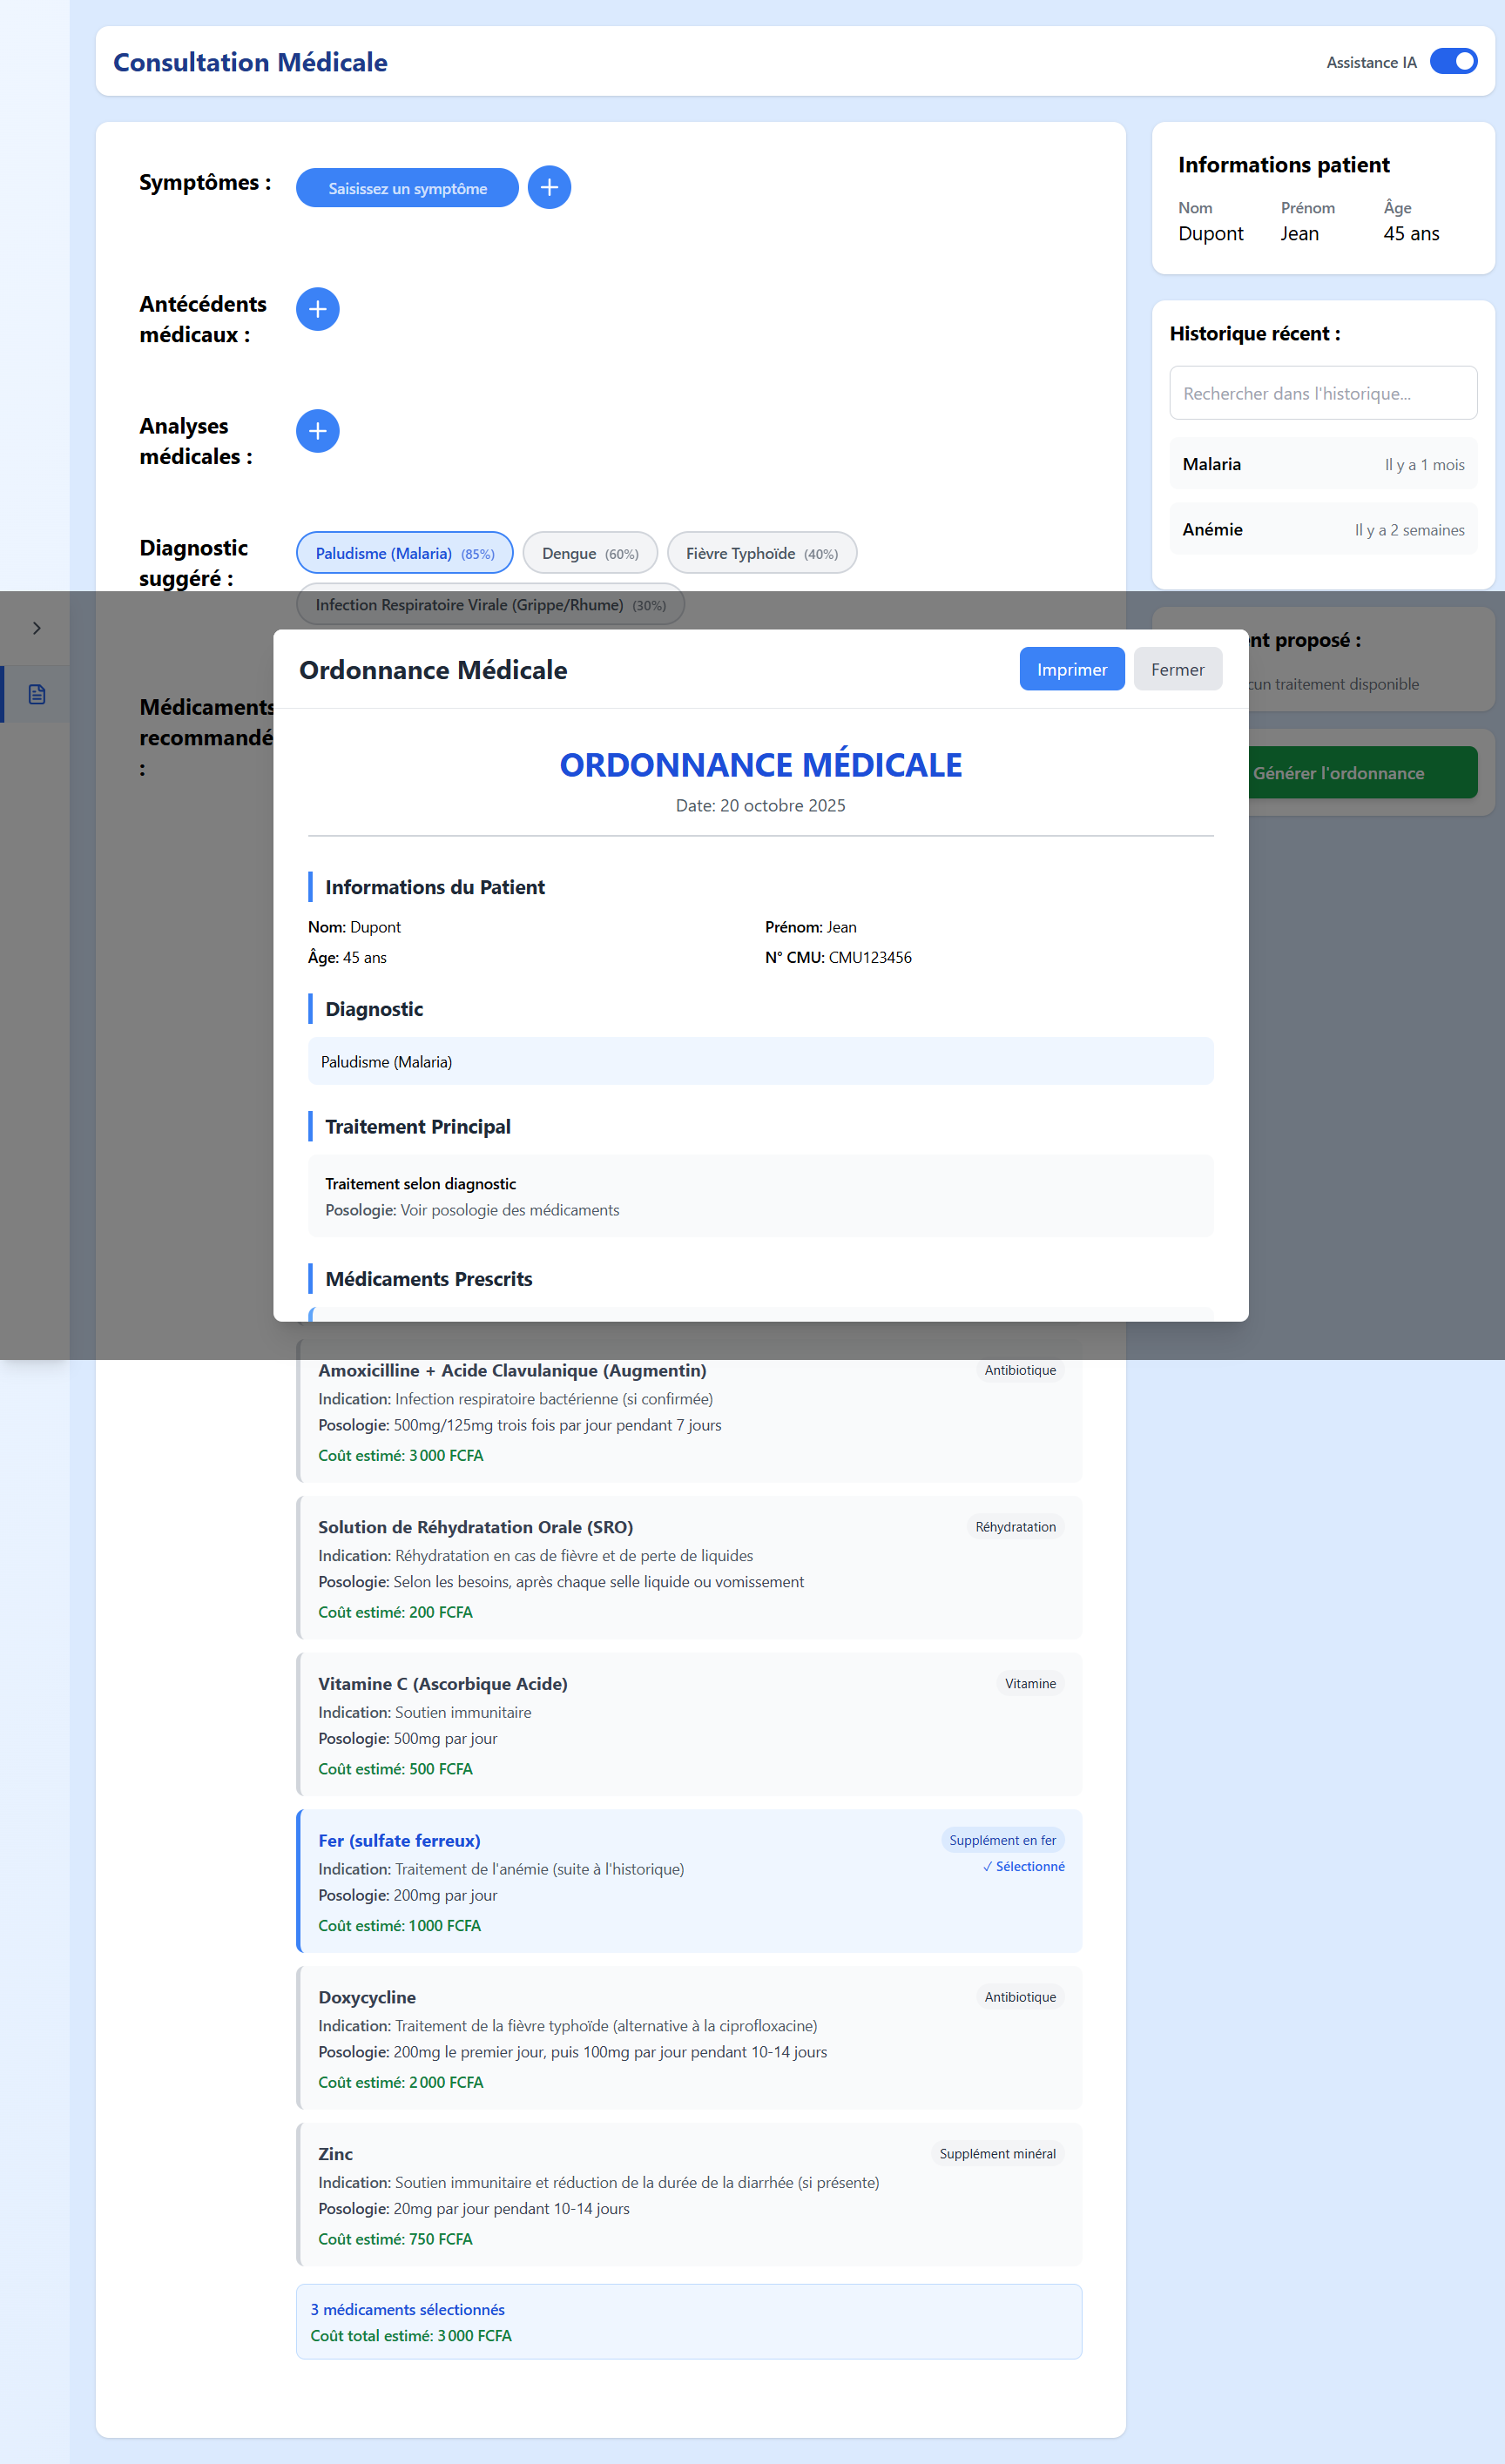 Consultation Médicale
Assistance IA
Symptômes :
Saisissez un symptôme
Antécédents
médicaux :
Analyses
médicales :
Diagnostic
suggéré :
Paludisme (Malaria) (85%)
Dengue (60%)
Fièvre Typhoïde (40%)
Infection Respiratoire Virale (Grippe/Rhume) (30%)
Médicaments
recommandé
:
Informations patient
Nom
Prénom
Âge
Dupont
Jean
45 ans
Historique récent :
Rechercher dans l'historique...
Malaria
Il y a 1 mois
Anémie
Il y a 2 semaines
nt proposé :
cun traitement disponible
Générer l'ordonnance
Ordonnance Médicale
Imprimer
Fermer
ORDONNANCE MÉDICALE
Date: 20 octobre 2025
Informations du Patient
Nom: Dupont
Prénom: Jean
Âge: 45 ans
N° CMU: CMU123456
Diagnostic
Paludisme (Malaria)
Traitement Principal
Traitement selon diagnostic
Posologie: Voir posologie des médicaments
Médicaments Prescrits
Amoxicilline + Acide Clavulanique (Augmentin)
Antibiotique
Indication: Infection respiratoire bactérienne (si confirmée)
Posologie: 500mg/125mg trois fois par jour pendant 7 jours
Coût estimé: 3 000 FCFA
Solution de Réhydratation Orale (SRO)
Réhydratation
Indication: Réhydratation en cas de fièvre et de perte de liquides
Posologie: Selon les besoins, après chaque selle liquide ou vomissement
Coût estimé: 200 FCFA
Vitamine C (Ascorbique Acide)
Vitamine
Indication: Soutien immunitaire
Posologie: 500mg par jour
Coût estimé: 500 FCFA
Fer (sulfate ferreux)
Supplément en fer
✓ Sélectionné
Indication: Traitement de l'anémie (suite à l'historique)
Posologie: 200mg par jour
Coût estimé: 1 000 FCFA
Doxycycline
Antibiotique
Indication: Traitement de la fièvre typhoïde (alternative à la ciprofloxacine)
Posologie: 200mg le premier jour, puis 100mg par jour pendant 10-14 jours
Coût estimé: 2 000 FCFA
Zinc
Supplément minéral
Indication: Soutien immunitaire et réduction de la durée de la diarrhée (si présente)
Posologie: 20mg par jour pendant 10-14 jours
Coût estimé: 750 FCFA
3 médicaments sélectionnés
Coût total estimé: 3 000 FCFA